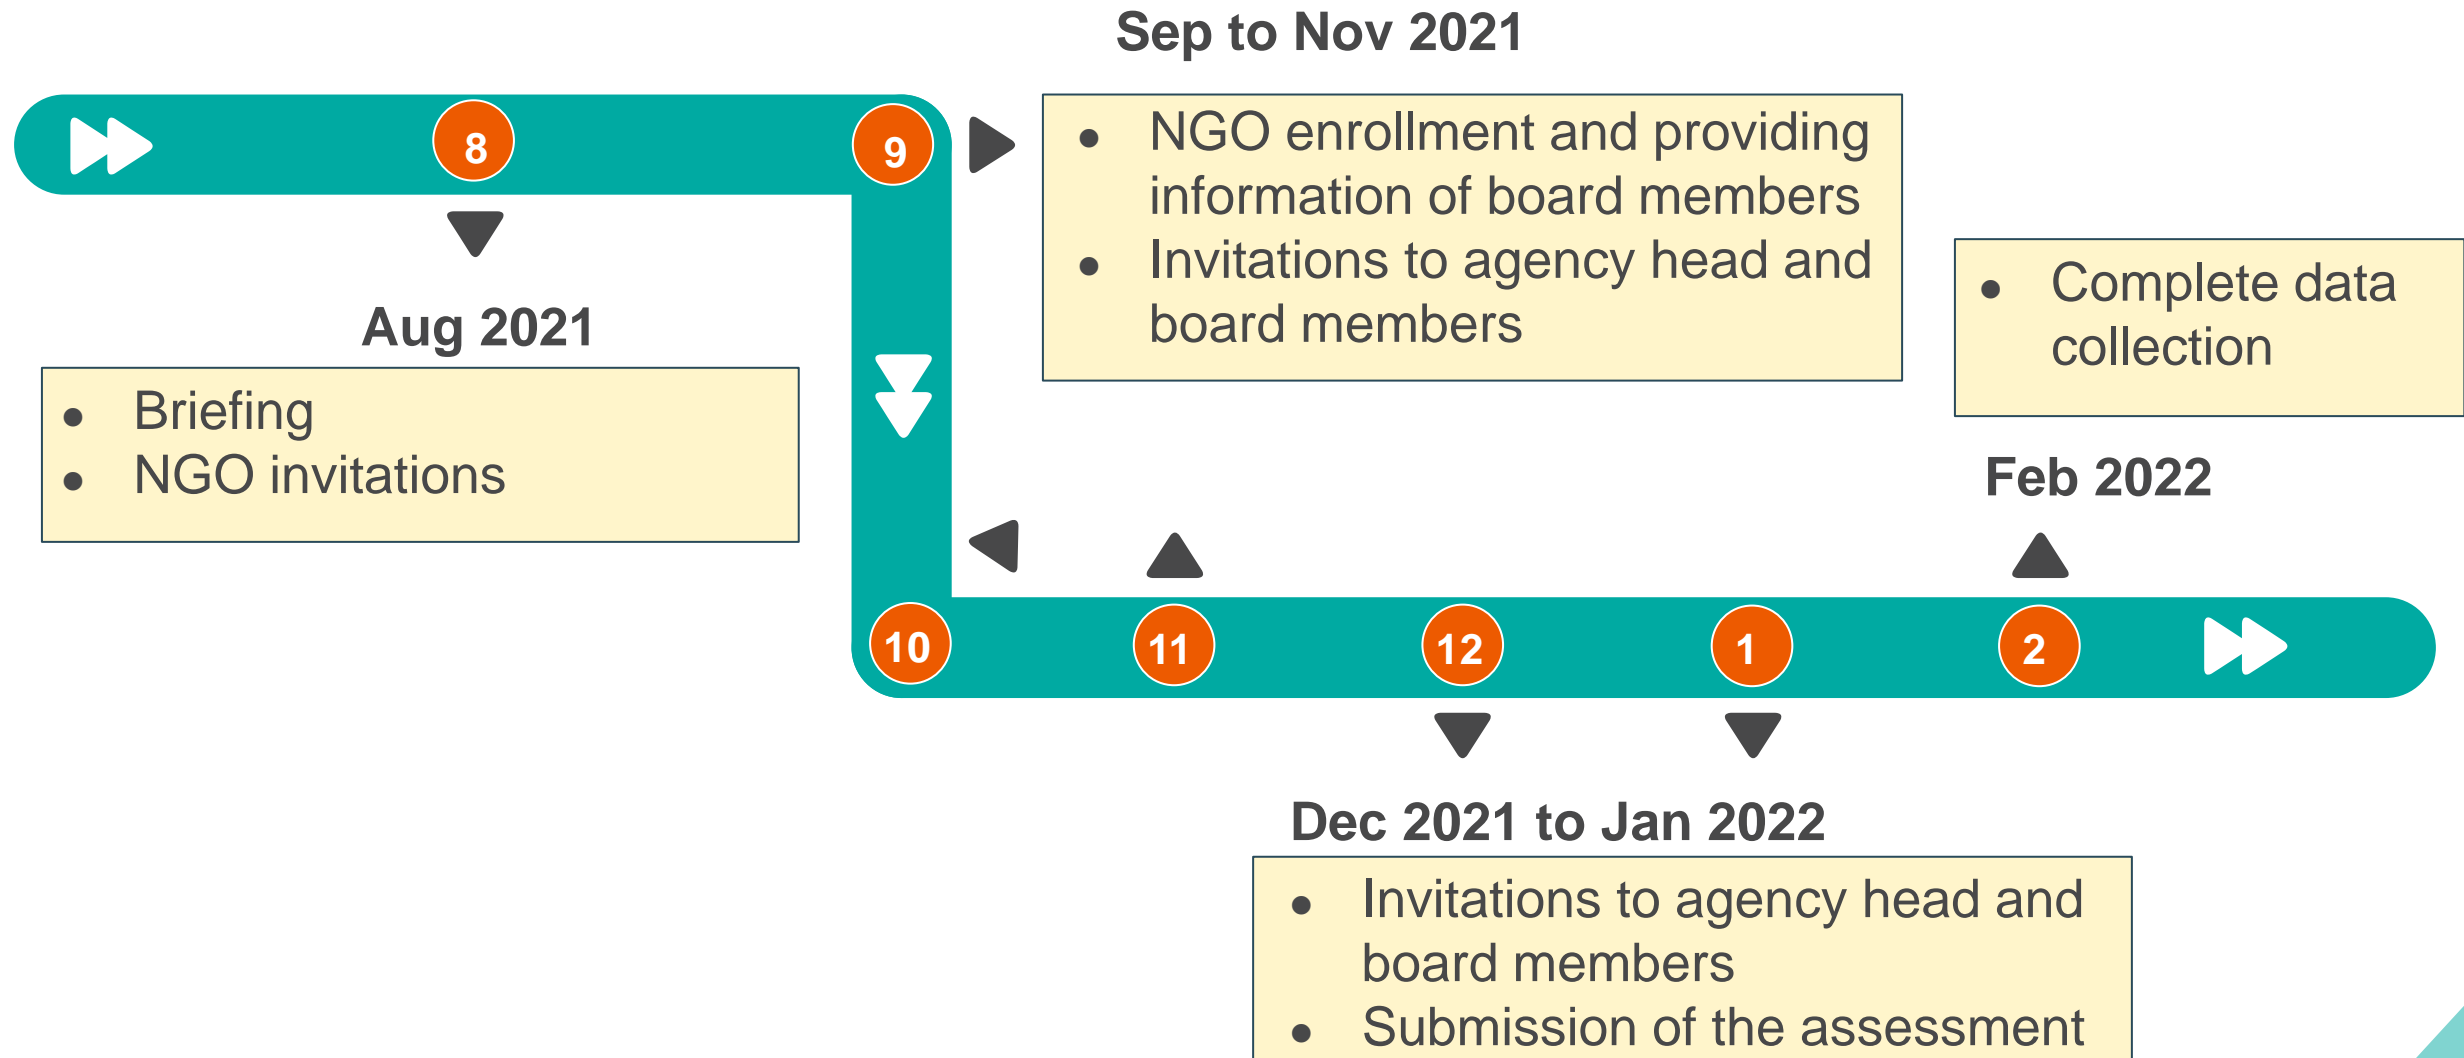 Sep to Nov 2021
8
9
● NGO enrollment and providing
information of board members
● Invitations to agency head and
board members
Aug 2021
● Briefing
● NGO invitations
● Complete data
collection
Feb 2022
10
11
12
1
2
Dec 2021 to Jan 2022
● Invitations to agency head and
board members
● Submission of the assessment